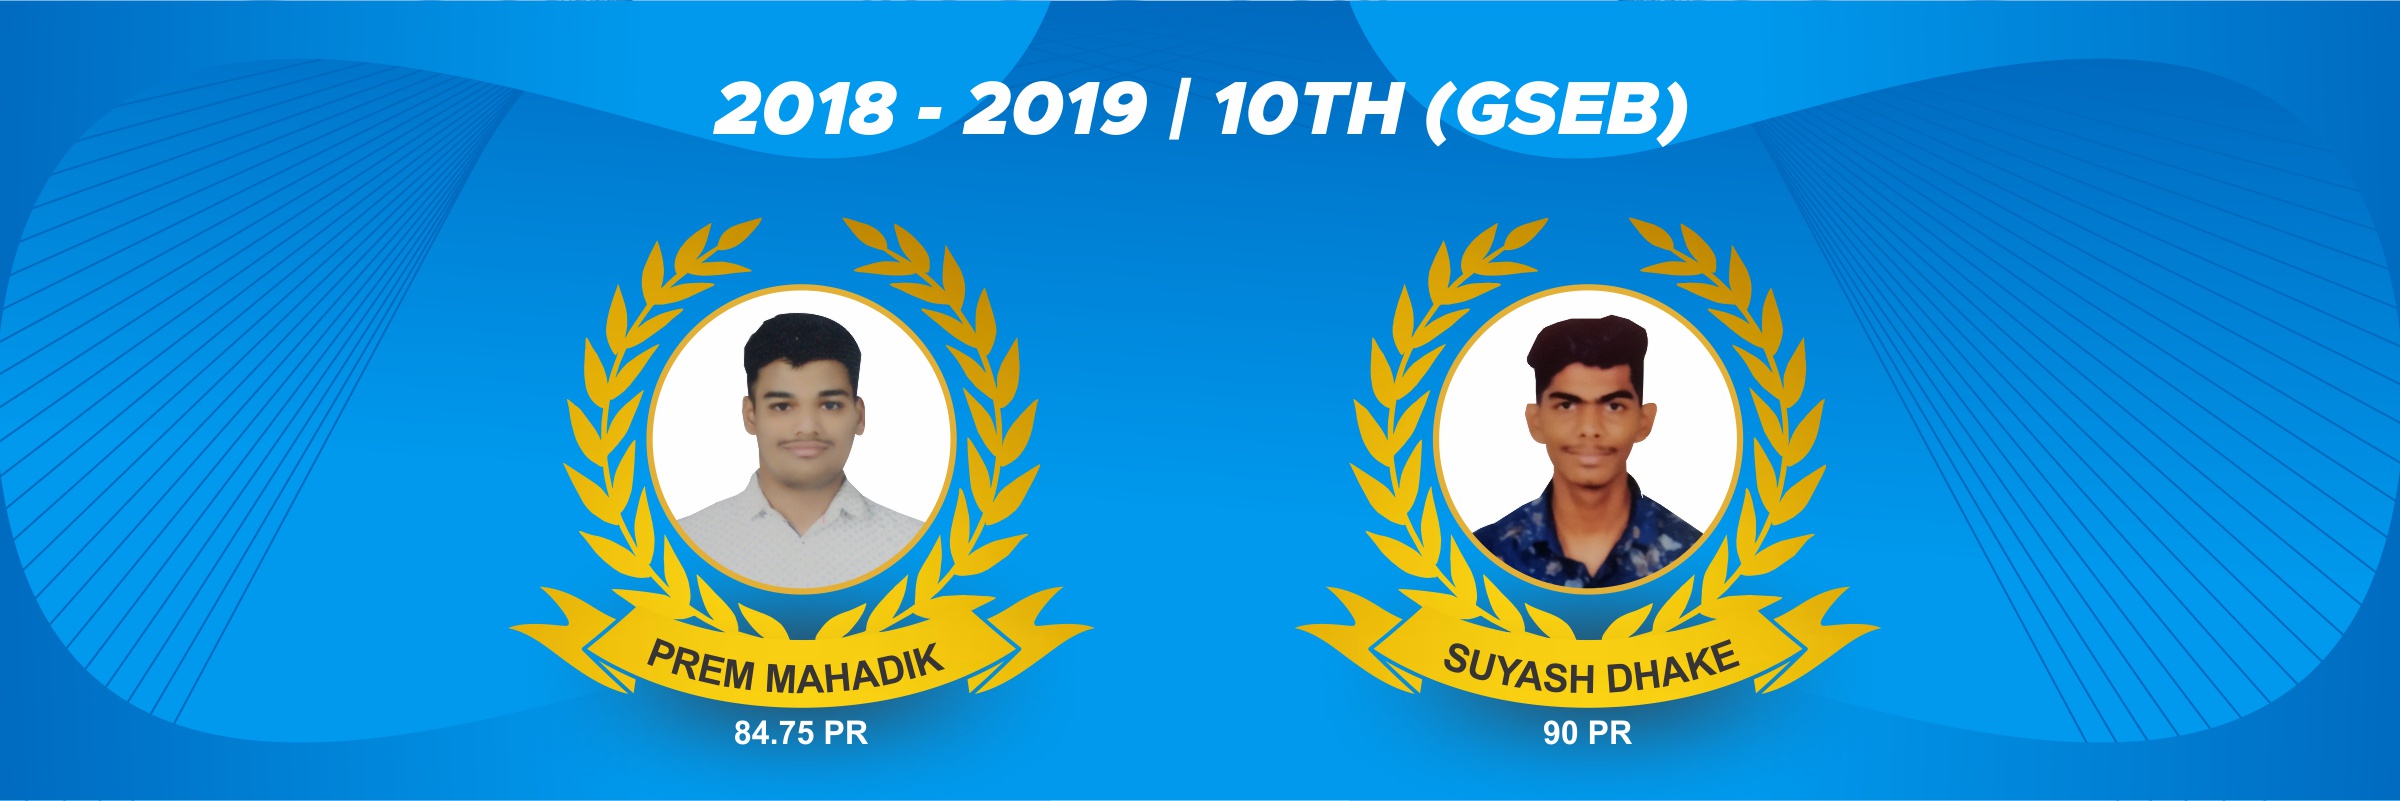 2018 - 2019 | 10TH (GSEB)
PREM MAHADIK
84.75 PR
SUYASH DHAKE
90 PR